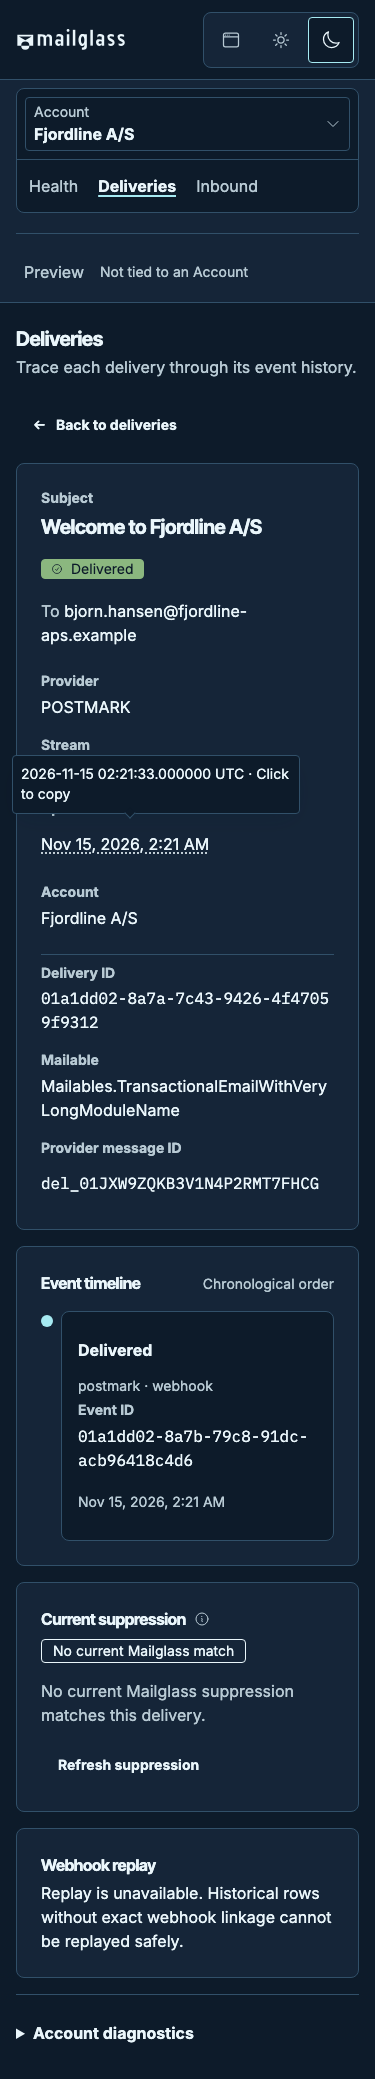 mailglass
Account
Fjordline A/S
Health Deliveries Inbound
Preview Not tied to an Account
Deliveries
Trace each delivery through its event history.
← Back to deliveries
Subject
Welcome to Fjordline A/S
Delivered
To bjorn.hansen@fjordline-
aps.example
Provider
POSTMARK
Stream
2026-11-15 02:21:33.000000 UTC · Click
to copy
Nov 15, 2026, 2:21 AM
Account
Fjordline A/S
Delivery ID
01a1dd02-8a7a-7c43-9426-4f4705
9f9312
Mailable
Mailables.TransactionalEmailWithVery
LongModuleName
Provider message ID
del_01JXW9ZQKB3V1N4P2RMT7FHCG
Event timeline Chronological order
Delivered
postmark · webhook
Event ID
01a1dd02-8a7b-79c8-91dc-
acb96418c4d6
Nov 15, 2026, 2:21 AM
Current suppression
No current Mailglass match
No current Mailglass suppression
matches this delivery.
Refresh suppression
Webhook replay
Replay is unavailable. Historical rows
without exact webhook linkage cannot
be replayed safely.
Account diagnostics